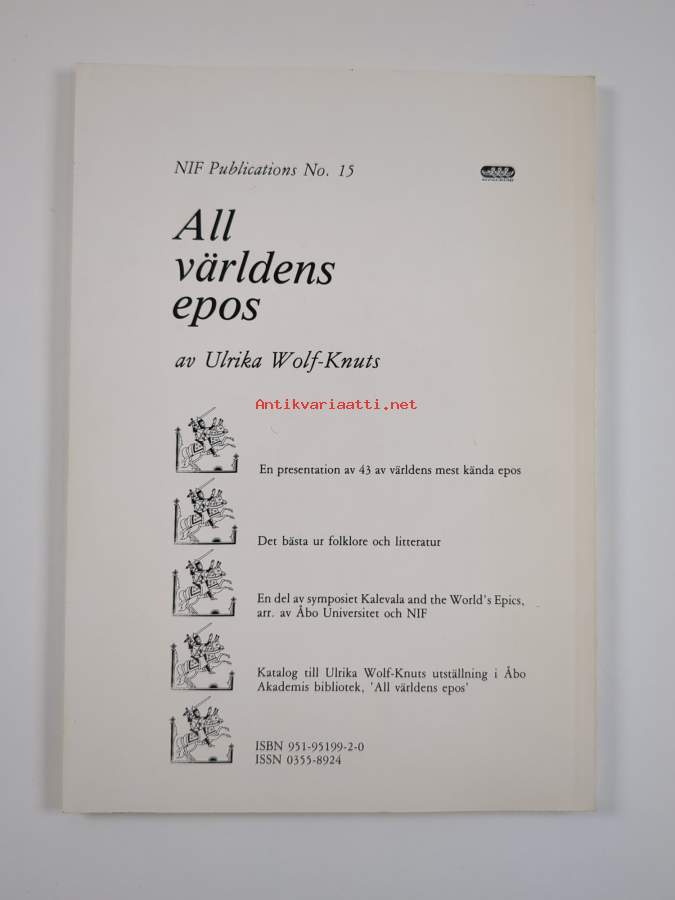 NIF Publications No. 15
All
världens
epos
av Ulrika Wolf-Knuts
Antikvariaatti.net
En presentation av 43 av världens mest kända epos
Det bästa ur folklore och litteratur
En del av symposiet Kalevala and the World's Epics,
arr. av Åbo Universitet och NIF
Katalog till Ulrika Wolf-Knuts utställning i Åbo
Akademis bibliotek, 'All världens epos'
ISBN 951-95199-2-0
ISSN 0355-8924